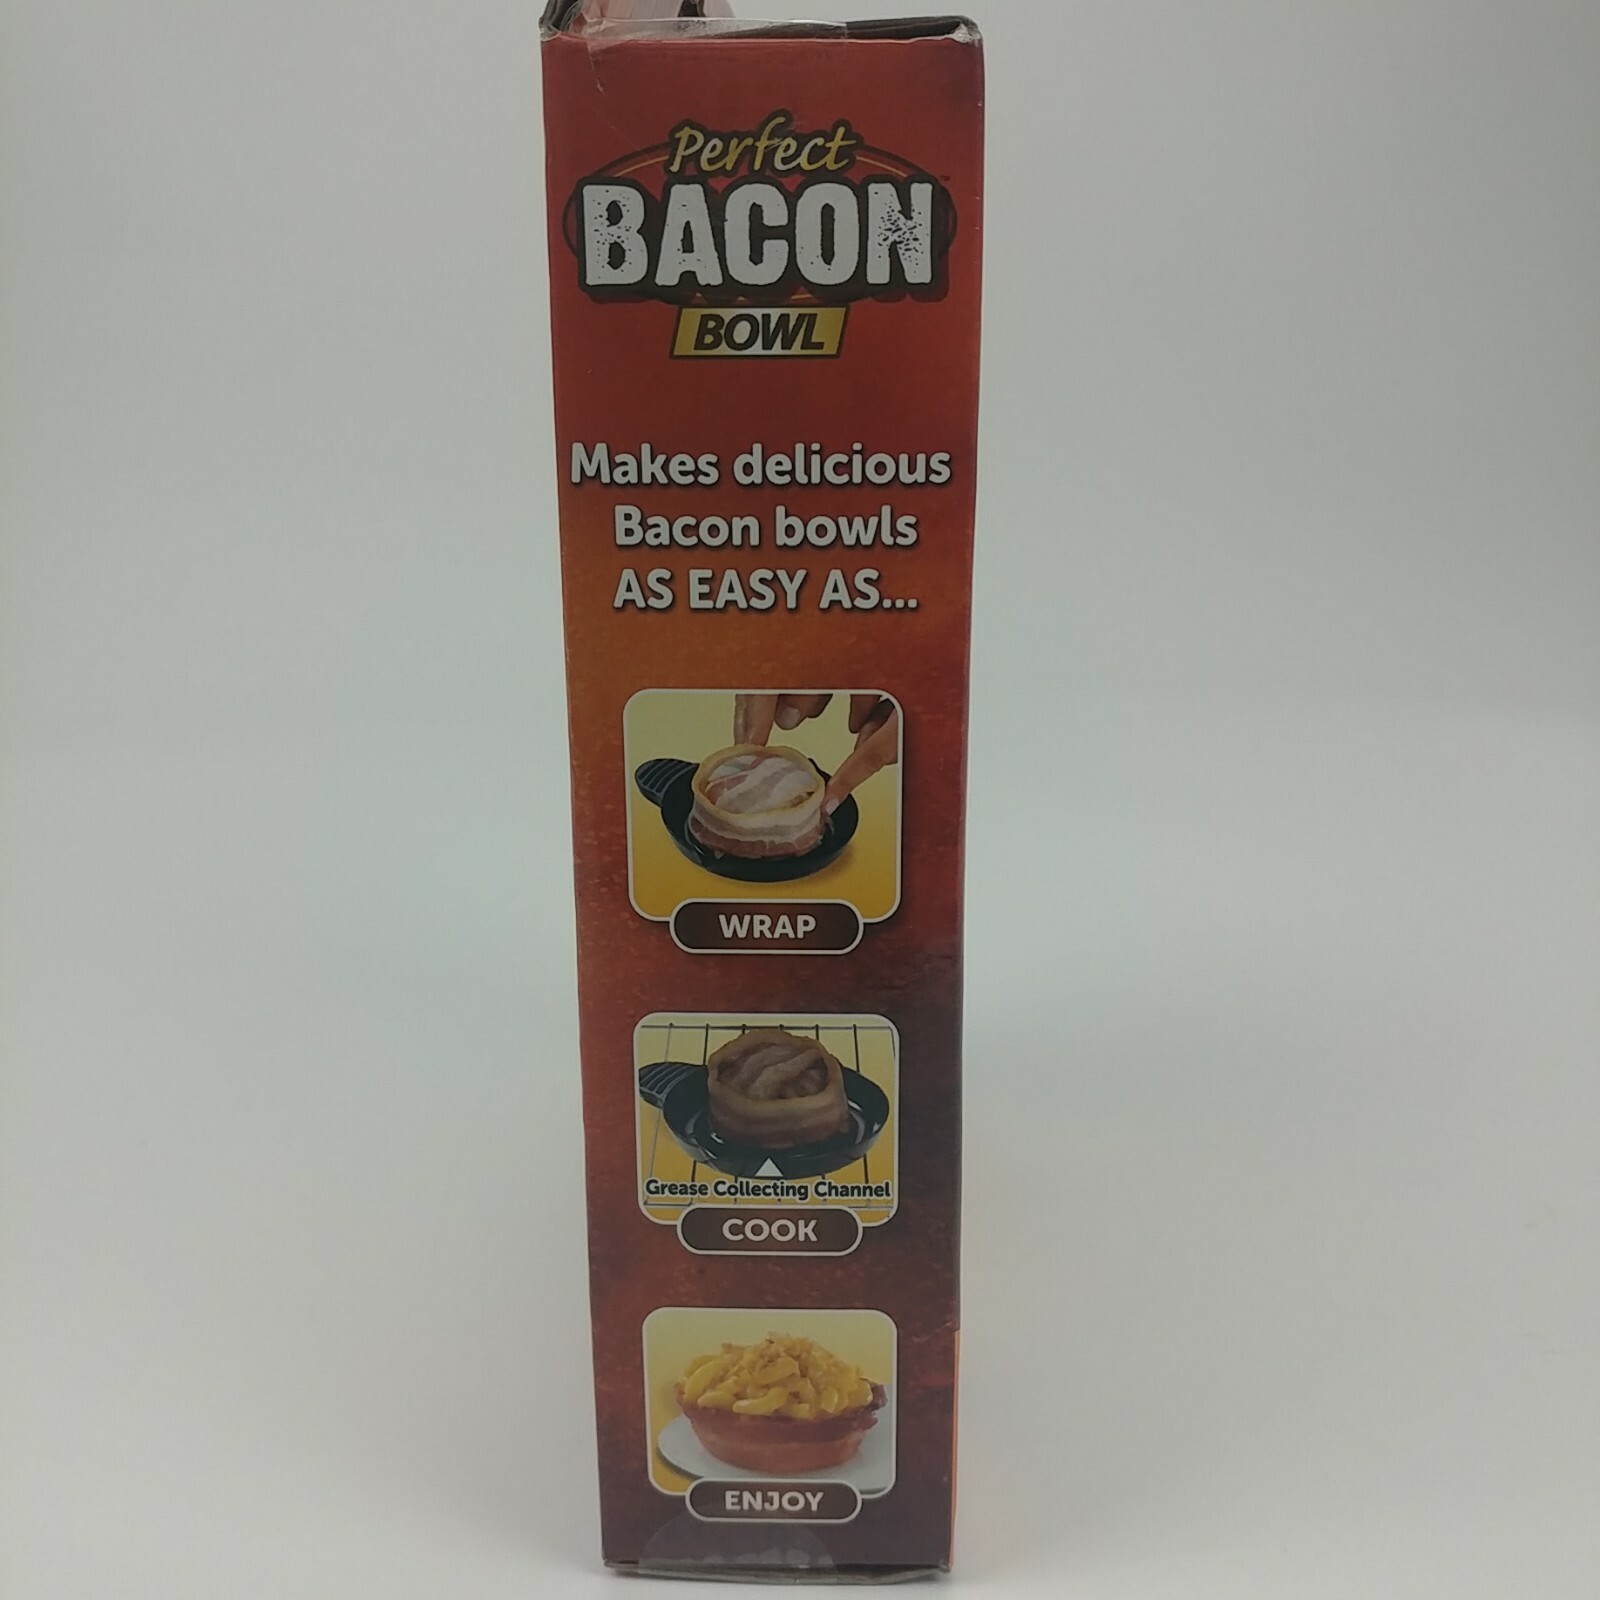 Perfect
BACON
BOWL
Makes delicious
Bacon bowls
AS EASY AS...
WRAP
Grease Collecting Channel
COOK
ENJOY